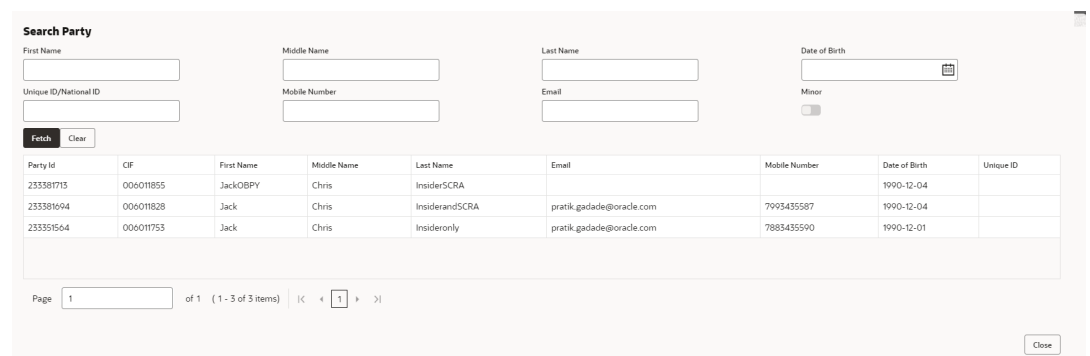 Search Party
First Name Middle Name Last Name Date of Birth
Unique ID/National ID Mobile Number Email Minor
Fetch Clear
Party Id CIF First Name Middle Name Last Name Email Mobile Number Date of Birth Unique ID
233381713 006011855 JackOBPY Chris InsiderSCRA 1990-12-04
233381694 006011828 Jack Chris InsiderandSCRA pratik.gadade@oracle.com 7993435587 1990-12-04
233351564 006011753 Jack Chris Insideronly pratik.gadade@oracle.com 7883435590 1990-12-01
Page 1 of 1 ( 1 - 3 of 3 items) 1
Close